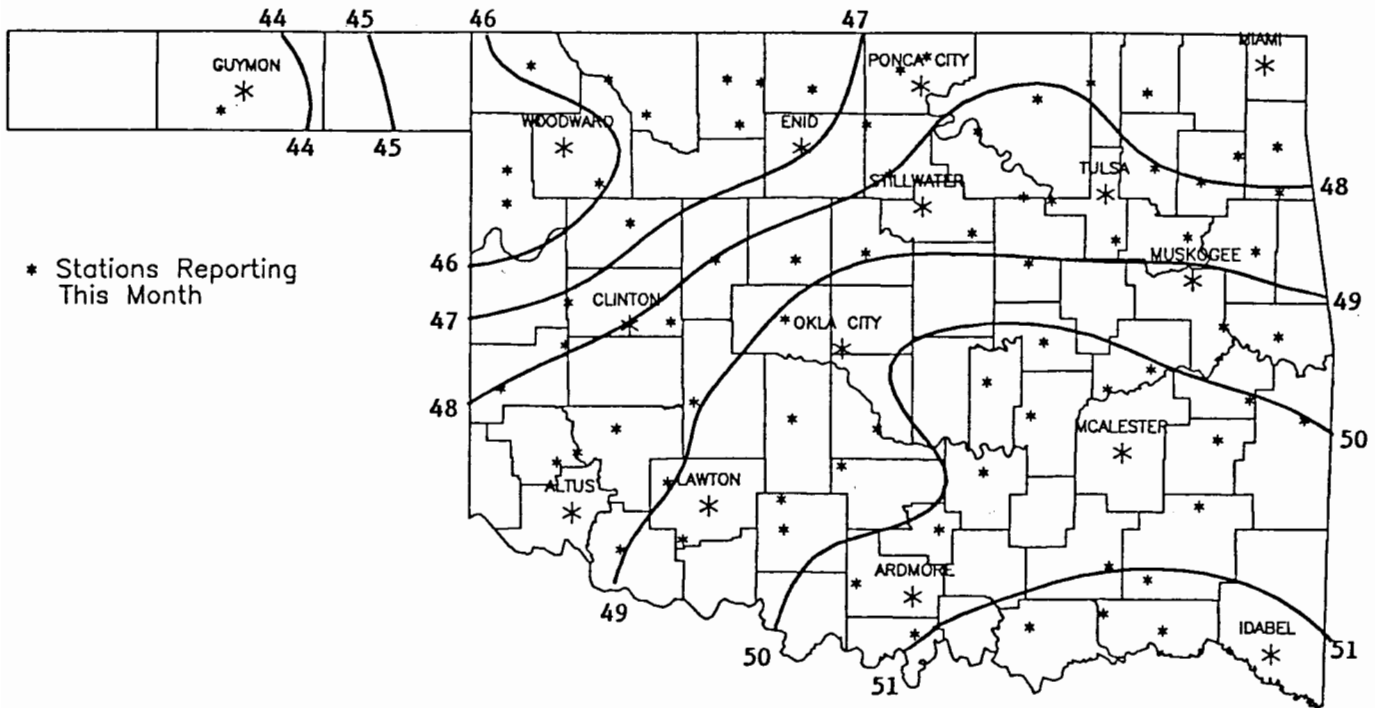 44 45 46 47
GUYMON PONCA CITY MIAMI
44 45
WOODWARD ENID
TULSA
STILLWATER 48
* Stations Reporting
This Month
46 MUSKOGEE
47 CLINTON 49
OKLA CITY
48
MCALESTER 50
ALTUS LAWTON
ARDMORE
49
IDABEL
50 51
51